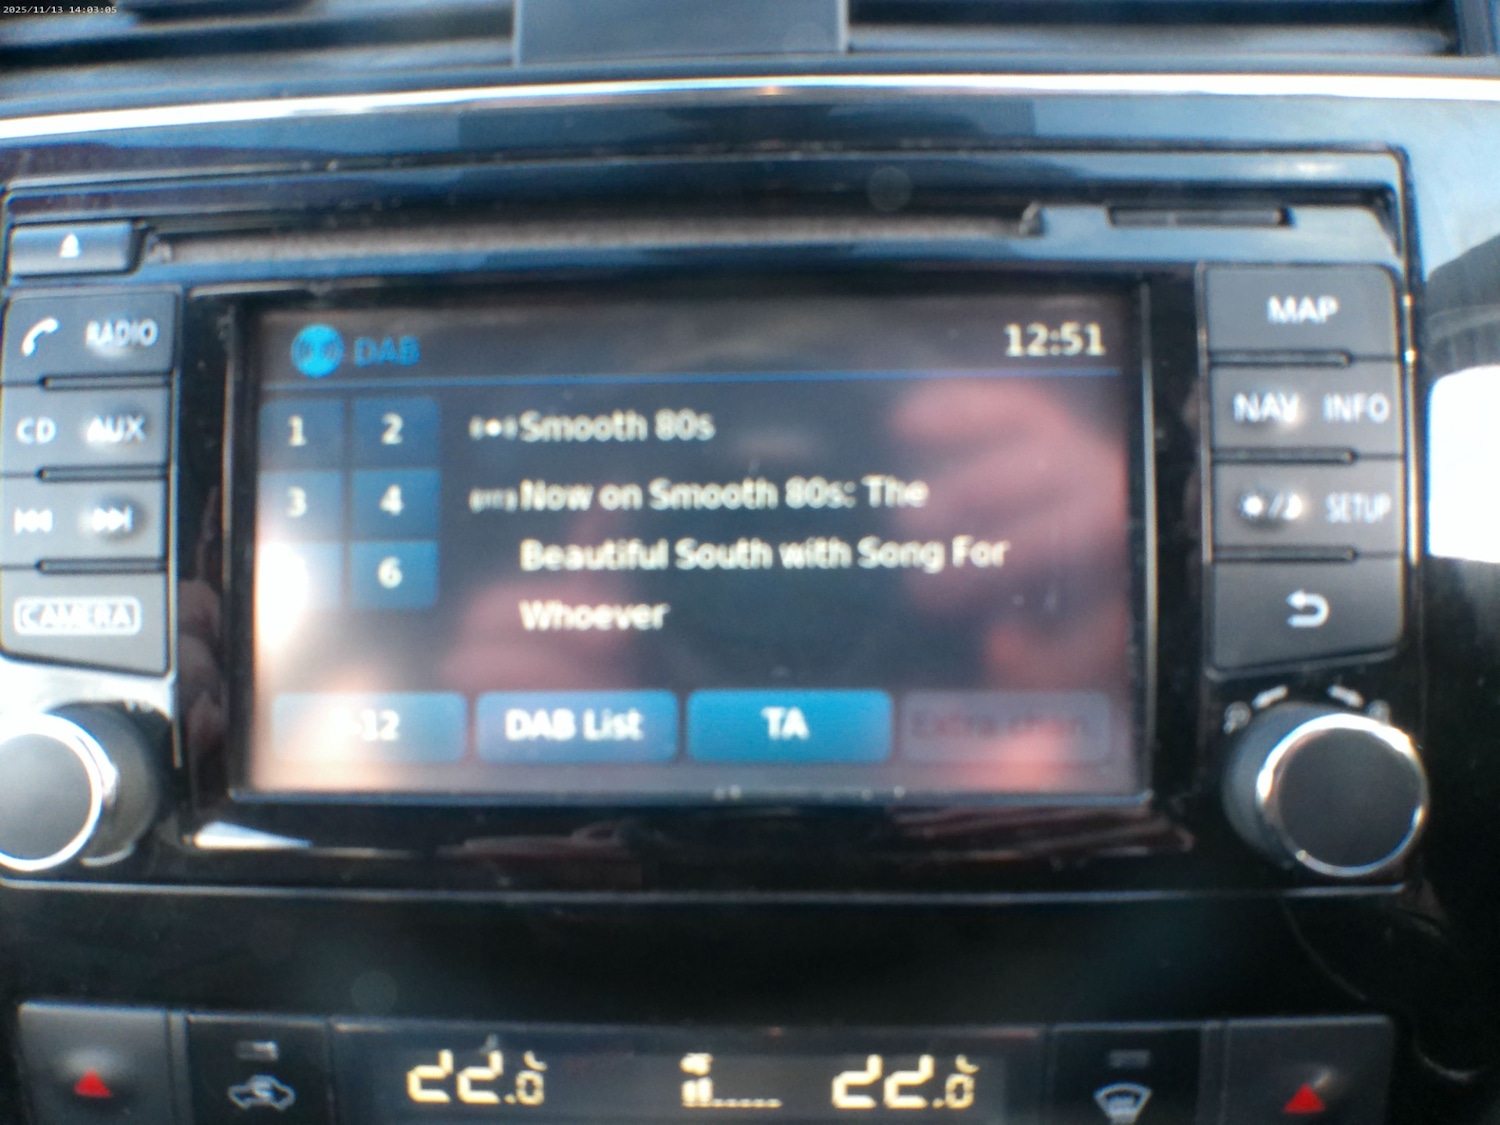 2025/11/13 14:03:05
MAP
RADIO
DAB
12:51
CD AUX
1 2
Smooth 80s
NAV INFO
3 4
Now on Smooth 80s: The
SETUP
Beautiful South with Song For
6
Whoever
CAMERA
-12
DAB List
TA
Extra chan.
22.0
22.0